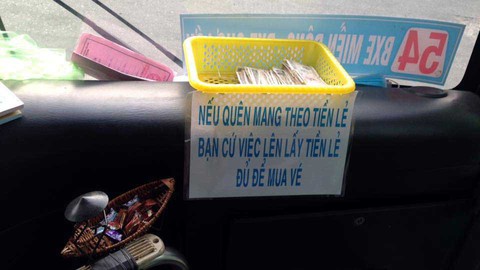 54
BXE MIỀN ĐÔNG - BXE
NẾU QUÊN MANG THEO TIỀN LẺ
BẠN CỨ VIỆC LÊN LẤY TIỀN LẺ
ĐỦ ĐỂ MUA VÉ